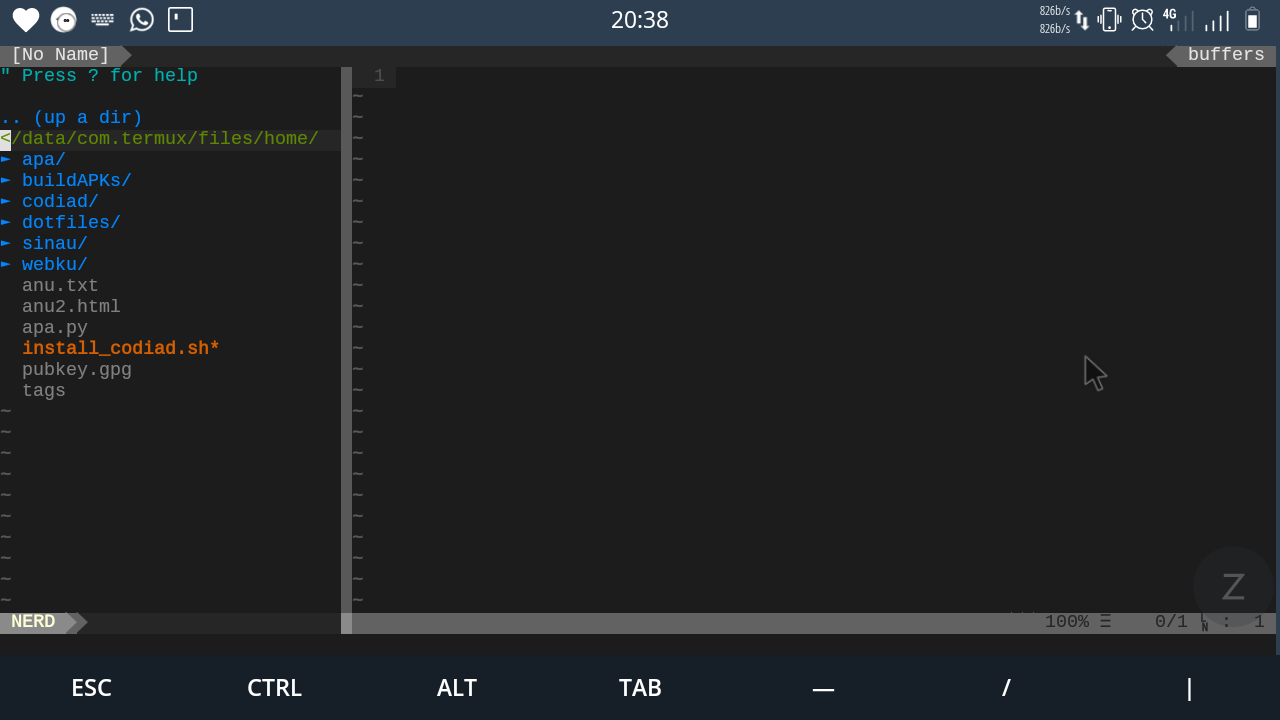 20:38
826b/s
826b/s
4G
[No Name]
buffers
" Press ? for help
1
.. (up a dir)
</data/com.termux/files/home/
► apa/
► buildAPKs/
► codiad/
► dotfiles/
► sinau/
► webku/
anu.txt
anu2.html
apa.py
install_codiad.sh*
pubkey.gpg
tags
~
~
~
~
~
~
~
~
~
~
Z
NERD
100% ☰ 0/1 ㏑ : 1
ESC CTRL ALT TAB — / |